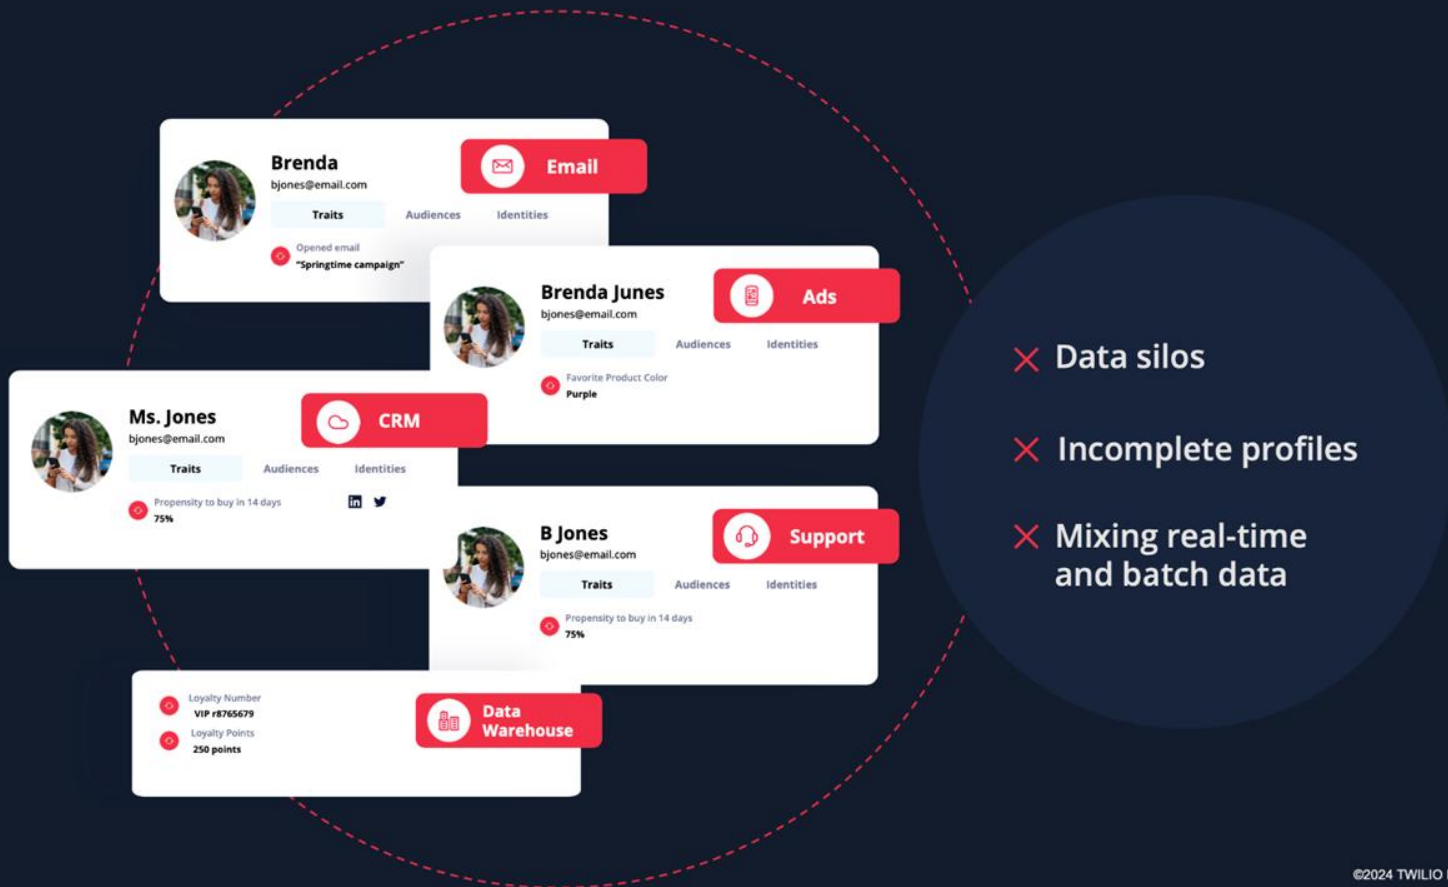 Brenda
bjones@email.com
Email
Traits Audiences Identities
Opened email
"Springtime campaign"
Brenda Junes
bjones@email.com
Ads
Traits Audiences Identities
Favorite Product Color
Purple
Ms. Jones
bjones@email.com
CRM
Traits Audiences Identities
Propensity to buy in 14 days
75%
in
B Jones
bjones@email.com
Support
Traits Audiences Identities
Propensity to buy in 14 days
75%
Loyalty Number
VIP r8765679
Loyalty Points
250 points
Data
Warehouse
Data silos
Incomplete profiles
Mixing real-time
and batch data
©2024 TWILIO